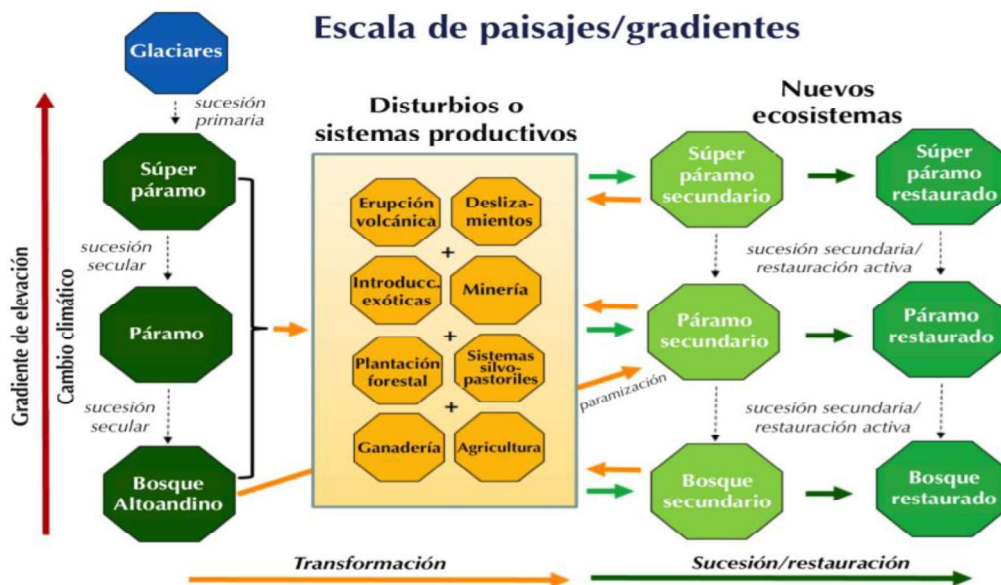 Escala de paisajes/gradientes
Glaciares
sucesión
primaria
Súper
páramo
sucesión
secular
Páramo
sucesión
secular
Bosque
Altoandino
Gradiente de elevación
Cambio climático
Disturbios o
sistemas productivos
Erupción
volcánica
Desliza-
mientos
+
Introducc.
exóticas
Minería
+
Plantación
forestal
Sistemas
silvo-
pastoriles
+
Ganadería
Agricultura
paramización
Nuevos
ecosistemas
Súper
páramo
secundario
Súper
páramo
restaurado
sucesión secundaria/
restauración activa
Páramo
secundario
Páramo
restaurado
sucesión secundaria/
restauración activa
Bosque
secundario
Bosque
restaurado
Transformación
Sucesión/restauración